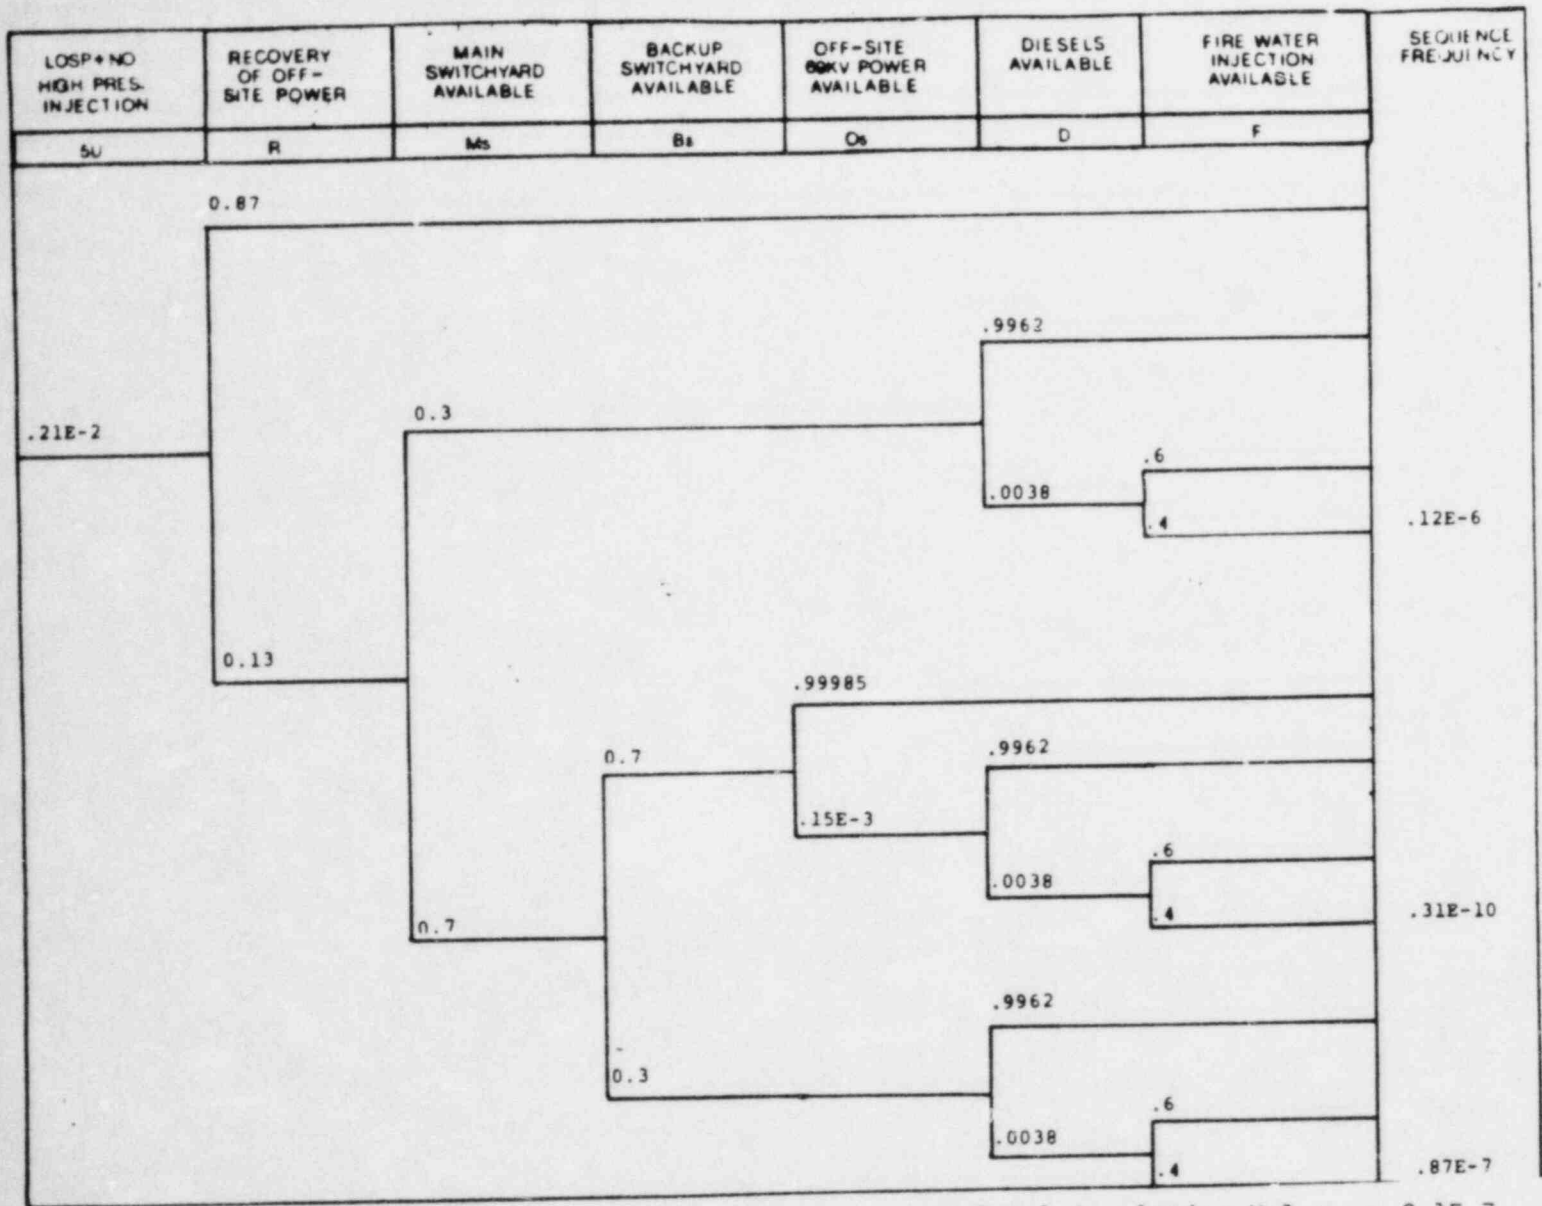 LOSP+NO
HIGH PRES.
INJECTION
RECOVERY
OF OFF-
SITE POWER
MAIN
SWITCHYARD
AVAILABLE
BACKUP
SWITCHYARD
AVAILABLE
OFF-SITE
69KV POWER
AVAILABLE
DIESELS
AVAILABLE
FIRE WATER
INJECTION
AVAILABLE
SEQUENCE
FREQUENCY
SU
R
Ms
Bs
Os
D
F
0.87
.9962
0.3
.21E-2
.6
.0038
.4
.12E-6
0.13
.99985
.9962
0.7
.15E-3
.6
.0038
.4
.31E-10
0.7
.9962
0.3
.6
.0038
.4
.87E-7